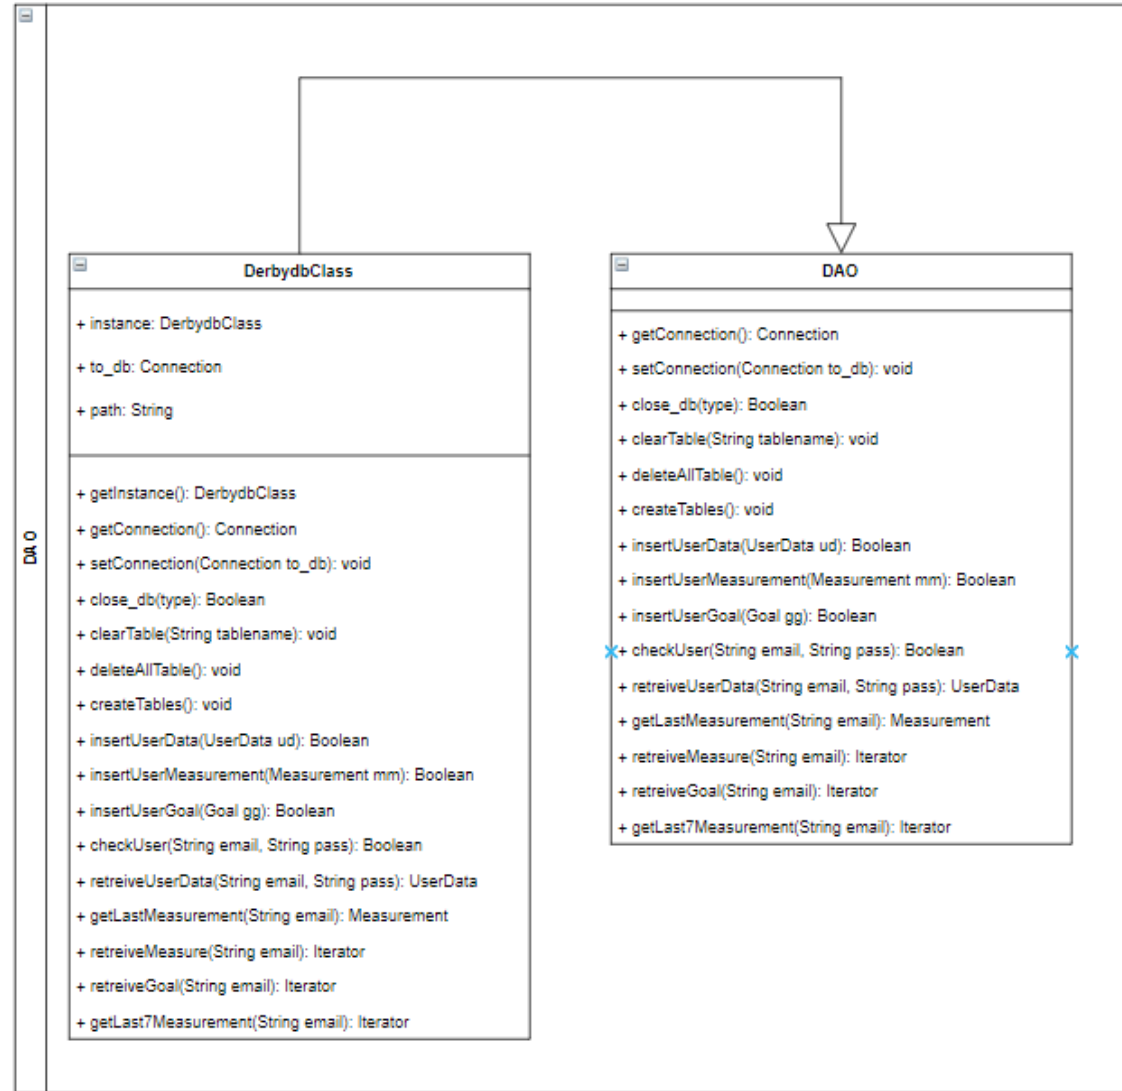 DAO
DerbydbClass
+ instance: DerbydbClass
+ to_db: Connection
+ path: String
+ getInstance(): DerbydbClass
+ getConnection(): Connection
+ setConnection(Connection to_db): void
+ close_db(type): Boolean
+ clearTable(String tablename): void
+ deleteAllTable(): void
+ createTables(): void
+ insertUserData(UserData ud): Boolean
+ insertUserMeasurement(Measurement mm): Boolean
+ insertUserGoal(Goal gg): Boolean
+ checkUser(String email, String pass): Boolean
+ retreiveUserData(String email, String pass): UserData
+ getLastMeasurement(String email): Measurement
+ retreiveMeasure(String email): Iterator
+ retreiveGoal(String email): Iterator
+ getLast7Measurement(String email): Iterator
DAO
+ getConnection(): Connection
+ setConnection(Connection to_db): void
+ close_db(type): Boolean
+ clearTable(String tablename): void
+ deleteAllTable(): void
+ createTables(): void
+ insertUserData(UserData ud): Boolean
+ insertUserMeasurement(Measurement mm): Boolean
+ insertUserGoal(Goal gg): Boolean
+ checkUser(String email, String pass): Boolean
+ retreiveUserData(String email, String pass): UserData
+ getLastMeasurement(String email): Measurement
+ retreiveMeasure(String email): Iterator
+ retreiveGoal(String email): Iterator
+ getLast7Measurement(String email): Iterator